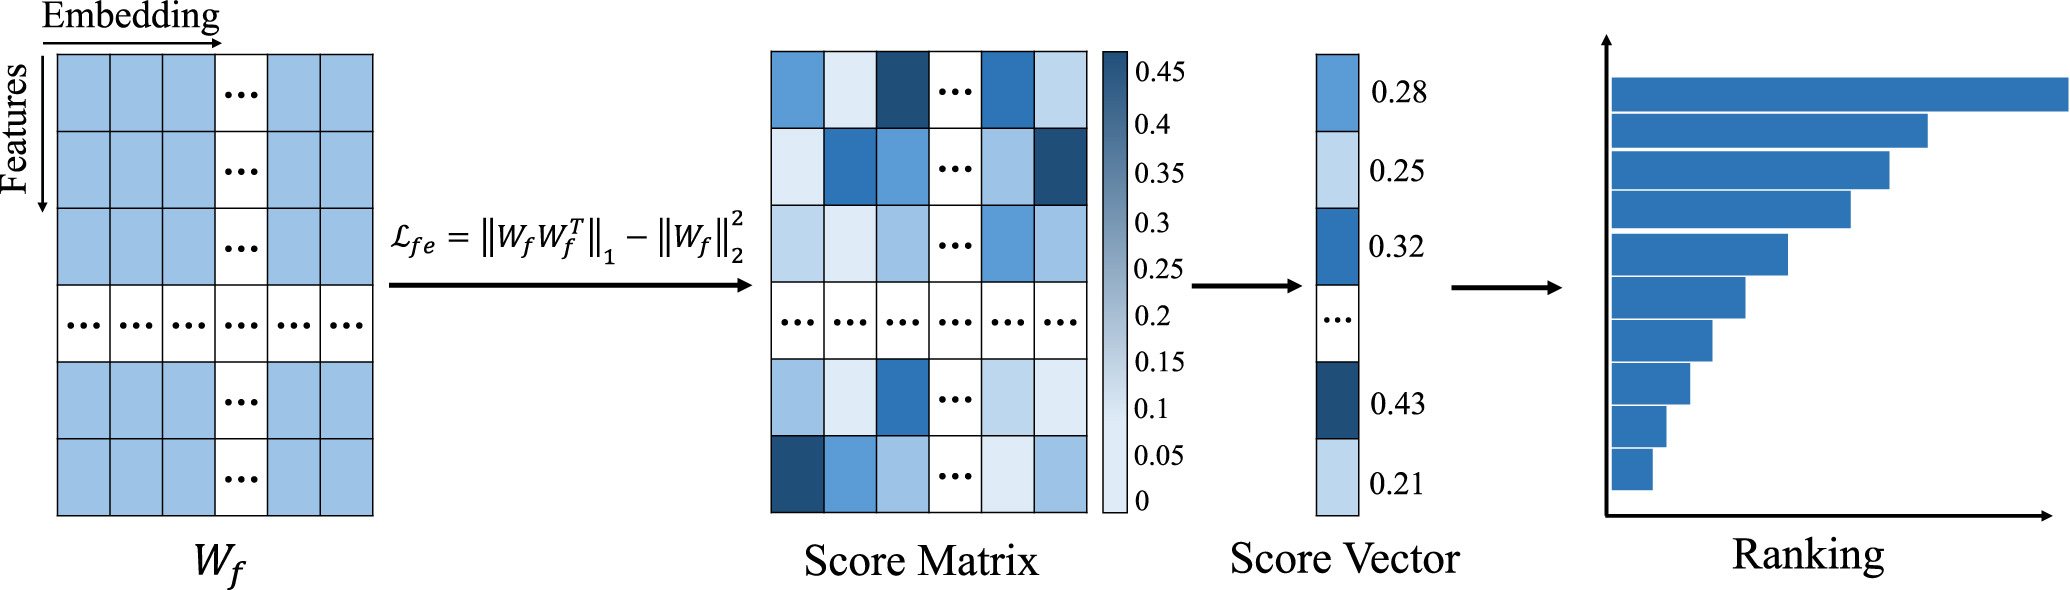 Embedding
Features
...
W_f
ℒ_fe = ‖W_f W_f^T‖_1 − ‖W_f‖_2^2
...
0.45
0.4
0.35
0.3
0.25
0.2
0.15
0.1
0.05
0
Score Matrix
0.28
0.25
0.32
...
0.43
0.21
Score Vector
Ranking